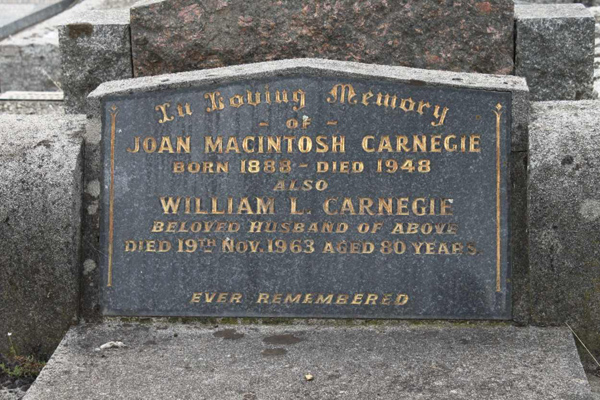 In Loving Memory
- OF -
JOAN MACINTOSH CARNEGIE
BORN 1888 - DIED 1948
ALSO
WILLIAM L. CARNEGIE
BELOVED HUSBAND OF ABOVE
DIED 19TH NOV. 1963 AGED 80 YEARS
EVER REMEMBERED